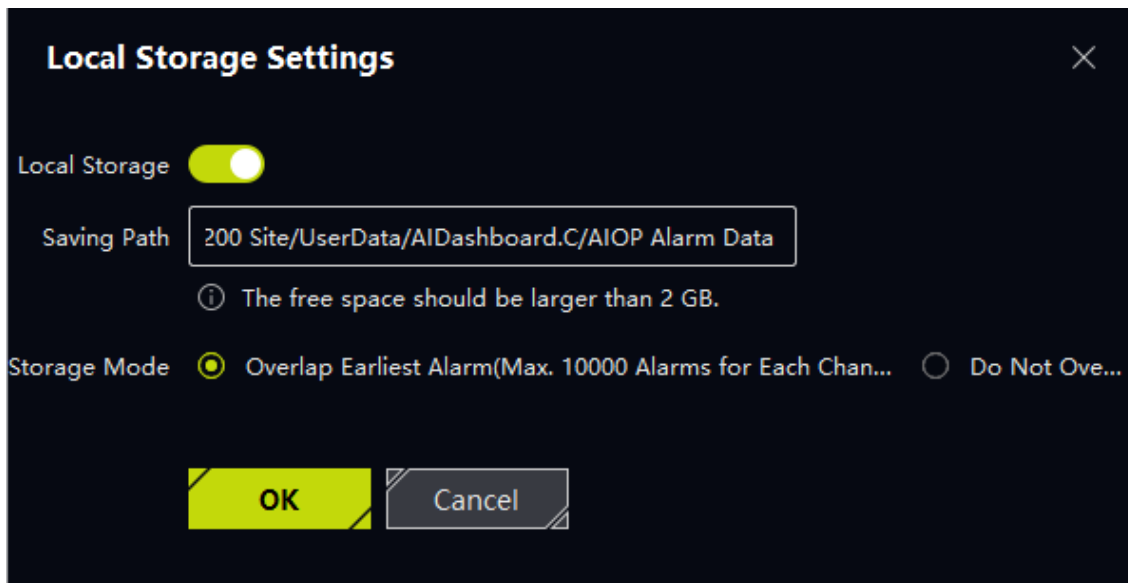 Local Storage Settings
Local Storage
Saving Path 200 Site/UserData/AIDashboard.C/AIOP Alarm Data
The free space should be larger than 2 GB.
Storage Mode Overlap Earliest Alarm(Max. 10000 Alarms for Each Chan... Do Not Ove...
OK Cancel